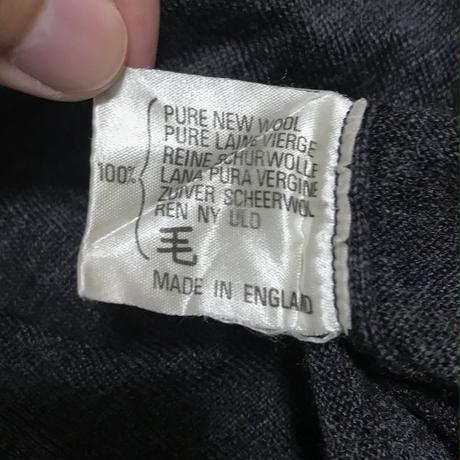 PURE NEW WOOL
PURE LAINE VIERGE
REINE SCHURWOLLE
100% LANA PURA VERGINE
ZUIVER SCHEERWOL
REN NY ULD
毛
MADE IN ENGLAND